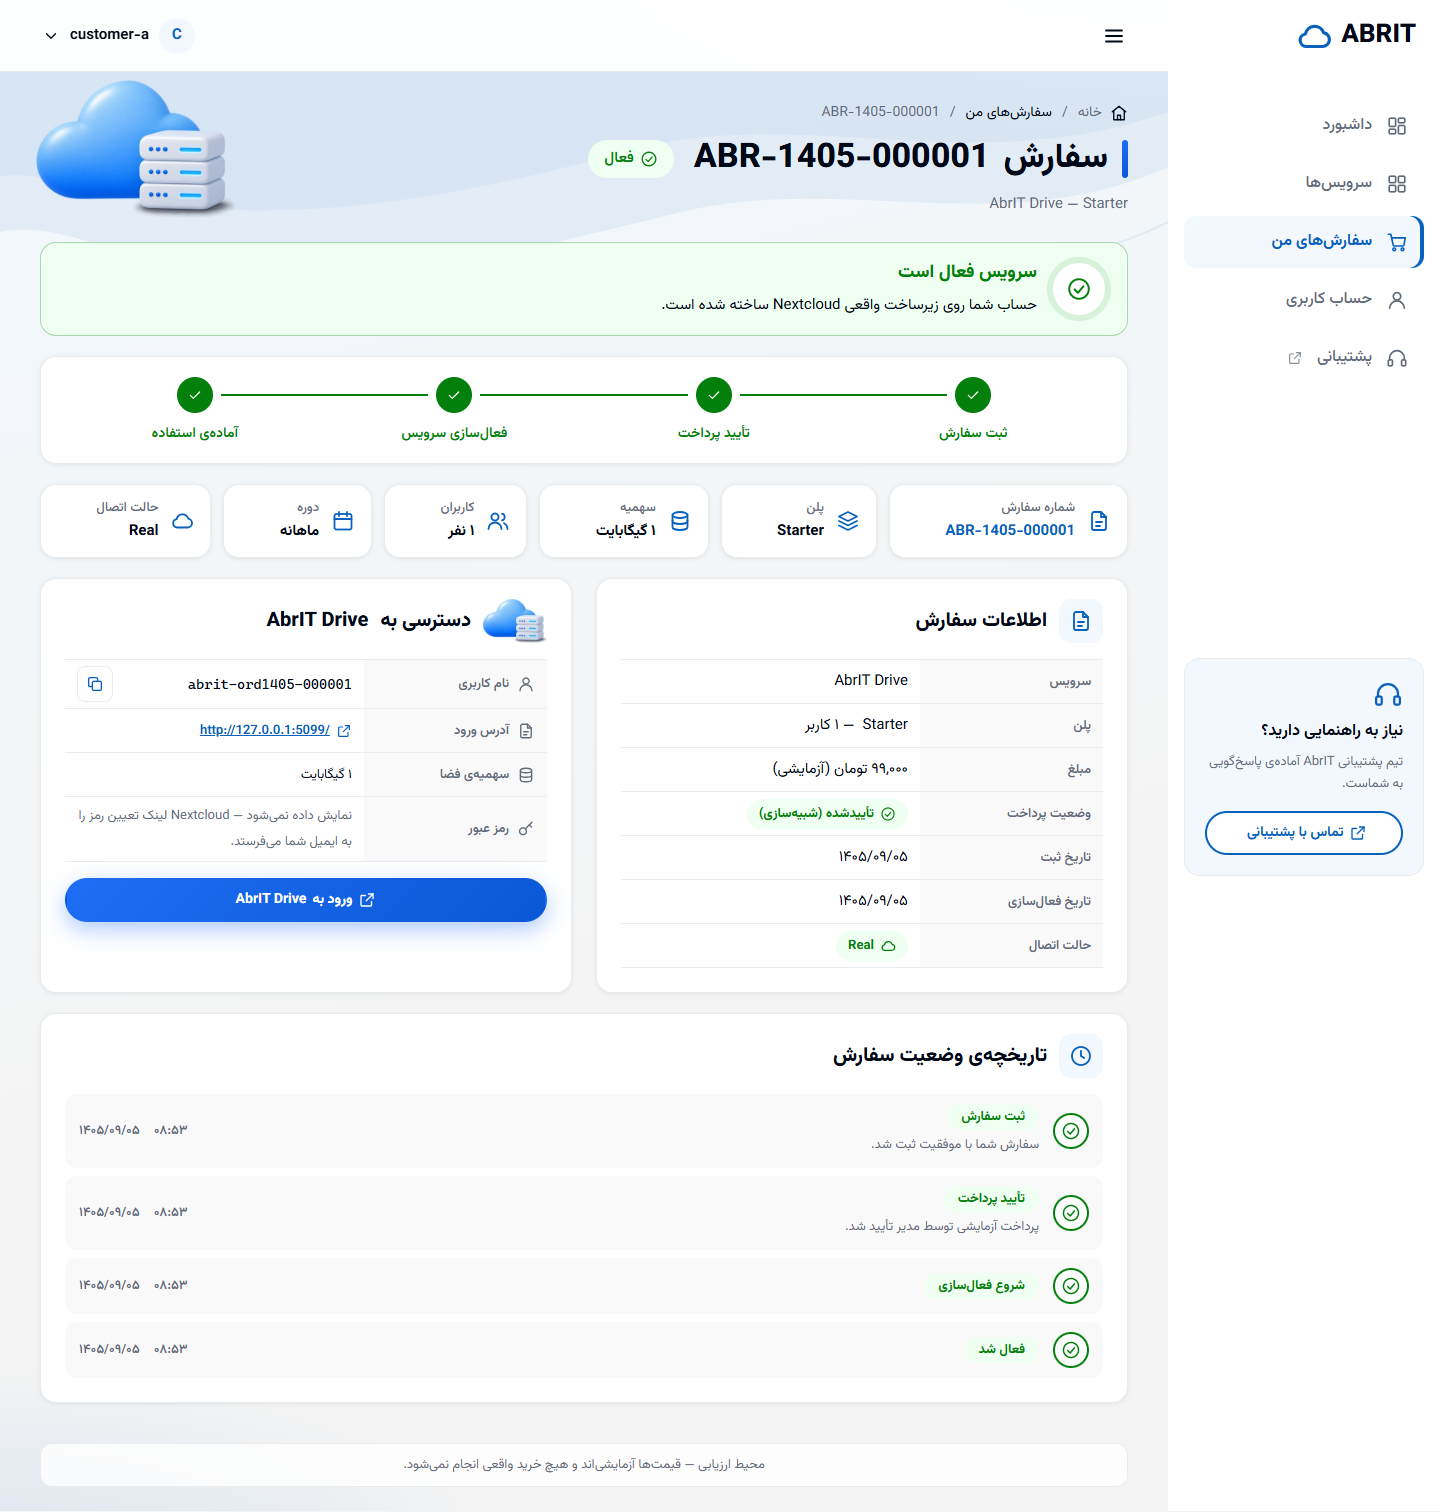 ABRIT
داشبورد
سرویس‌ها
سفارش‌های من
حساب کاربری
پشتیبانی
نیاز به راهنمایی دارید؟
تیم پشتیبانی AbrIT آماده‌ی پاسخ‌گویی
به شماست.
تماس با پشتیبانی
C customer-a
خانه / سفارش‌های من / ABR-1405-000001
سفارش ABR-1405-000001 فعال
AbrIT Drive — Starter
سرویس فعال است
حساب شما روی زیرساخت واقعی Nextcloud ساخته شده است.
ثبت سفارش
تأیید پرداخت
فعال‌سازی سرویس
آماده‌ی استفاده
شماره سفارش
ABR-1405-000001
پلن
Starter
سهمیه
۱ گیگابایت
کاربران
۱ نفر
دوره
ماهانه
حالت اتصال
Real
اطلاعات سفارش
سرویس AbrIT Drive
پلن Starter — ۱ کاربر
مبلغ ۹۹٬۰۰۰ تومان (آزمایشی)
وضعیت پرداخت تأییدشده (شبیه‌سازی)
تاریخ ثبت ۱۴۰۵/۰۹/۰۵
تاریخ فعال‌سازی ۱۴۰۵/۰۹/۰۵
حالت اتصال Real
دسترسی به AbrIT Drive
نام کاربری abrit-ord1405-000001
آدرس ورود http://127.0.0.1:5099/
سهمیه‌ی فضا ۱ گیگابایت
رمز عبور نمایش داده نمی‌شود — Nextcloud لینک تعیین رمز را
به ایمیل شما می‌فرستد.
ورود به AbrIT Drive
تاریخچه‌ی وضعیت سفارش
ثبت سفارش
سفارش شما با موفقیت ثبت شد.
۱۴۰۵/۰۹/۰۵ ۰۸:۵۳
تأیید پرداخت
پرداخت آزمایشی توسط مدیر تأیید شد.
۱۴۰۵/۰۹/۰۵ ۰۸:۵۳
شروع فعال‌سازی
۱۴۰۵/۰۹/۰۵ ۰۸:۵۳
فعال شد
۱۴۰۵/۰۹/۰۵ ۰۸:۵۳
محیط ارزیابی — قیمت‌ها آزمایشی‌اند و هیچ خرید واقعی انجام نمی‌شود.